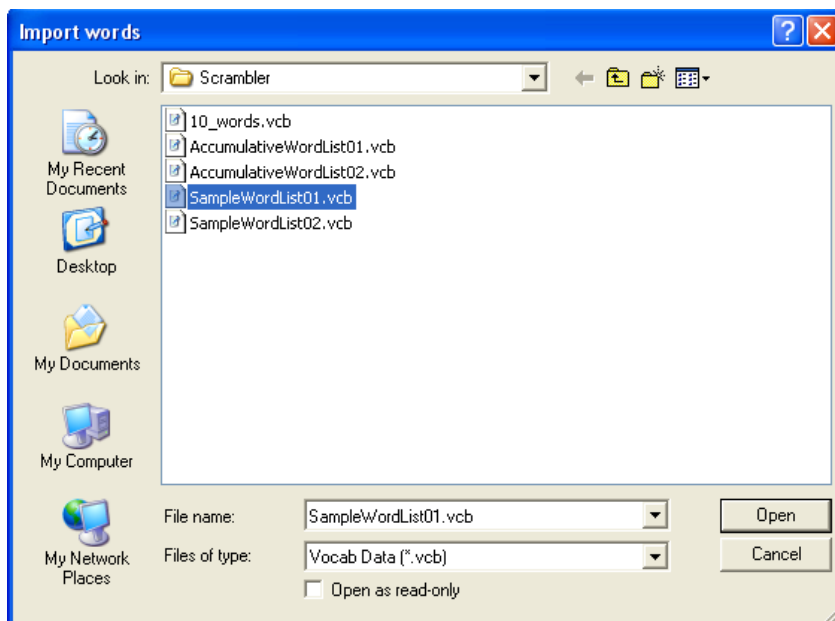 Import words
Look in: Scrambler
My Recent
Documents
Desktop
My Documents
My Computer
My Network
Places
10_words.vcb
AccumulativeWordList01.vcb
AccumulativeWordList02.vcb
SampleWordList01.vcb
SampleWordList02.vcb
File name: SampleWordList01.vcb Open
Files of type: Vocab Data (*.vcb) Cancel
Open as read-only